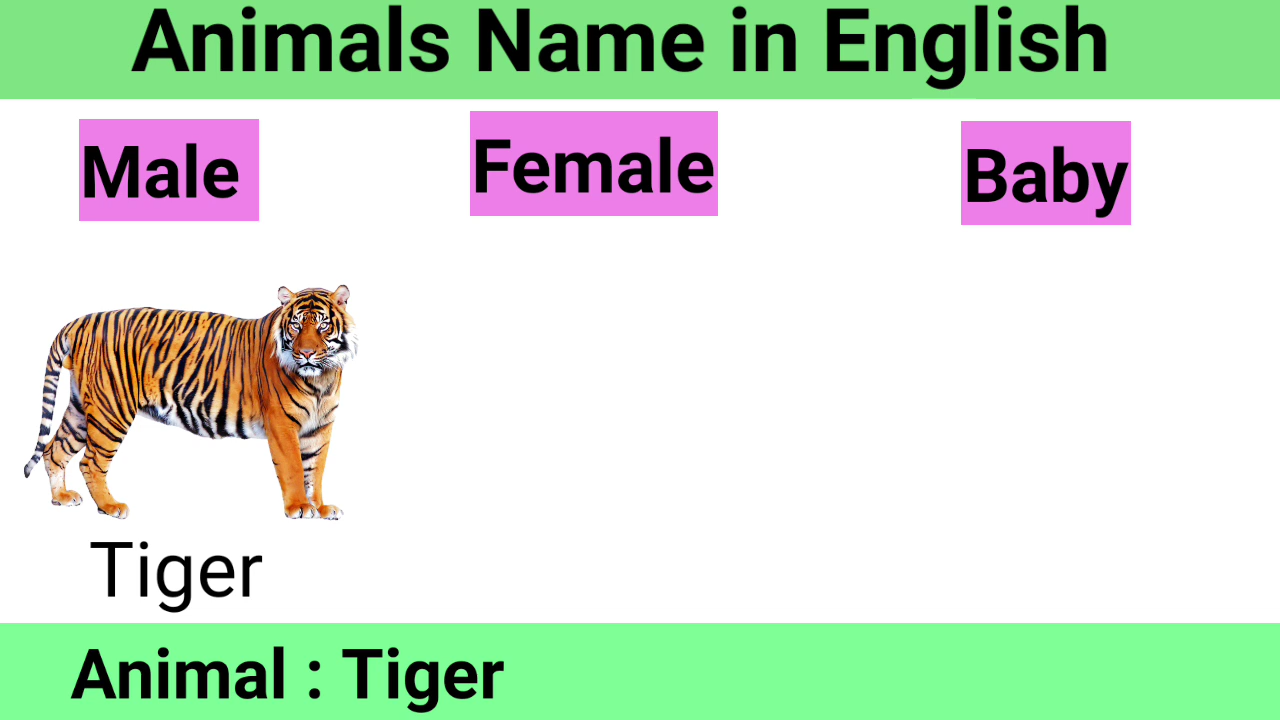 Animals Name in English
Male
Female
Baby
Tiger
Animal : Tiger